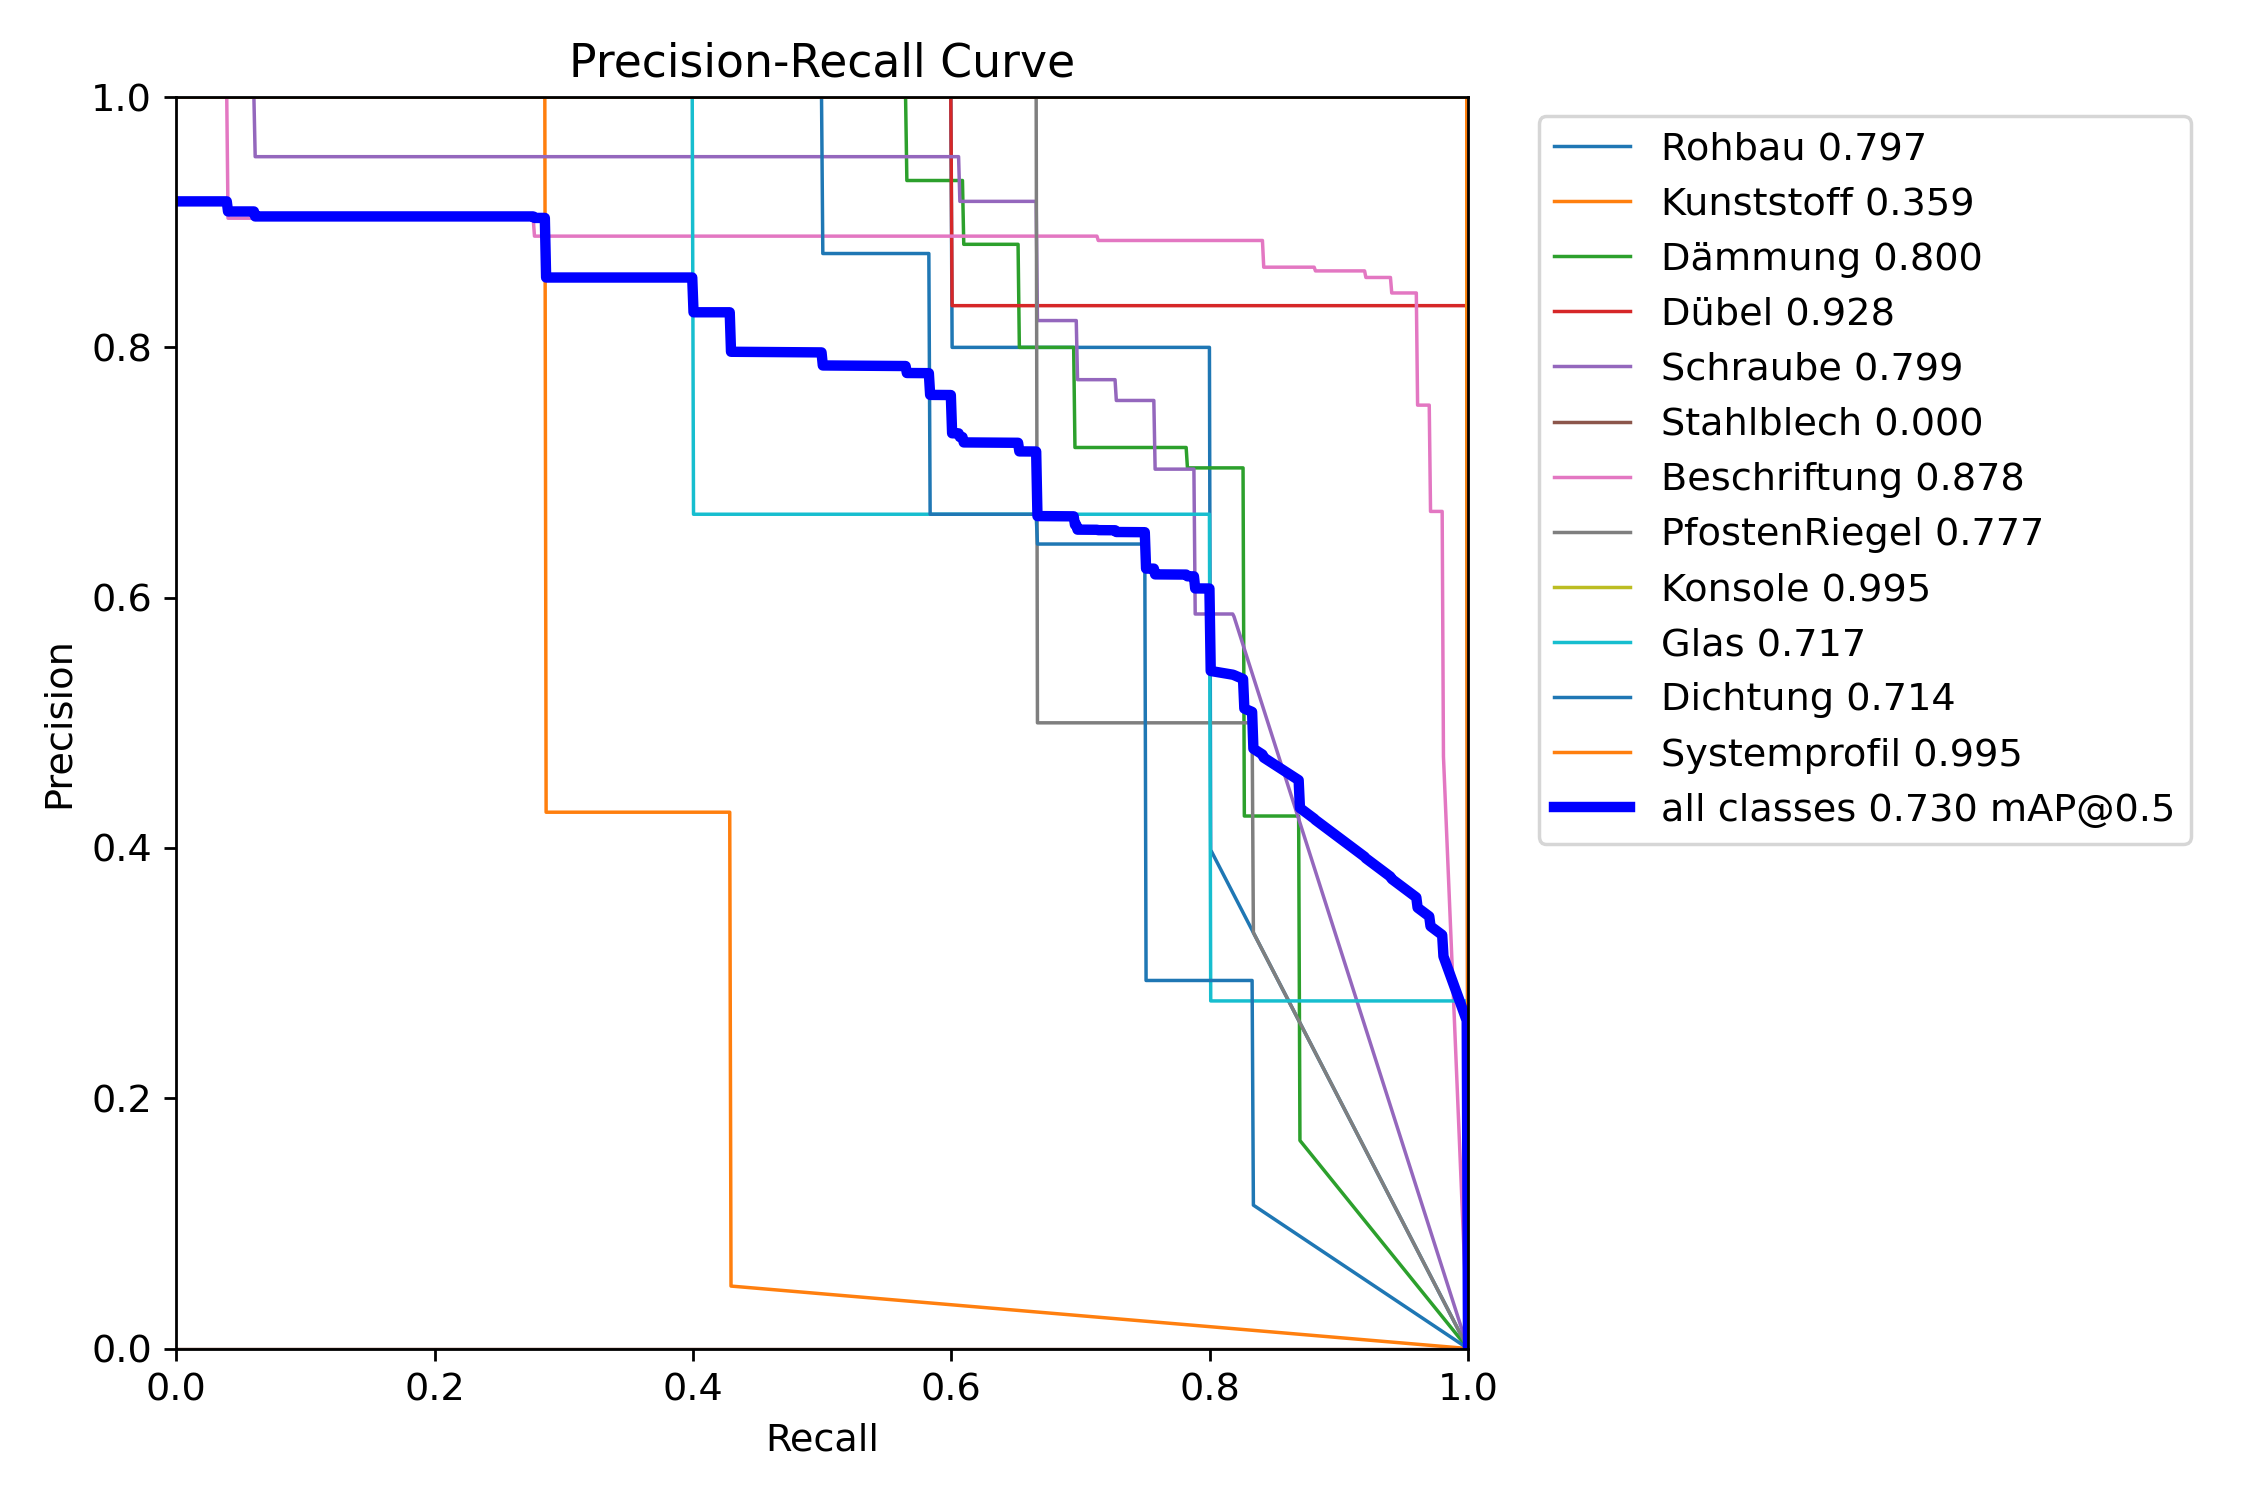 Precision-Recall Curve
1.0
0.8
0.6
0.4
0.2
0.0
Precision
0.0 0.2 0.4 0.6 0.8 1.0
Recall
Rohbau 0.797
Kunststoff 0.359
Dämmung 0.800
Dübel 0.928
Schraube 0.799
Stahlblech 0.000
Beschriftung 0.878
PfostenRiegel 0.777
Konsole 0.995
Glas 0.717
Dichtung 0.714
Systemprofil 0.995
all classes 0.730 mAP@0.5